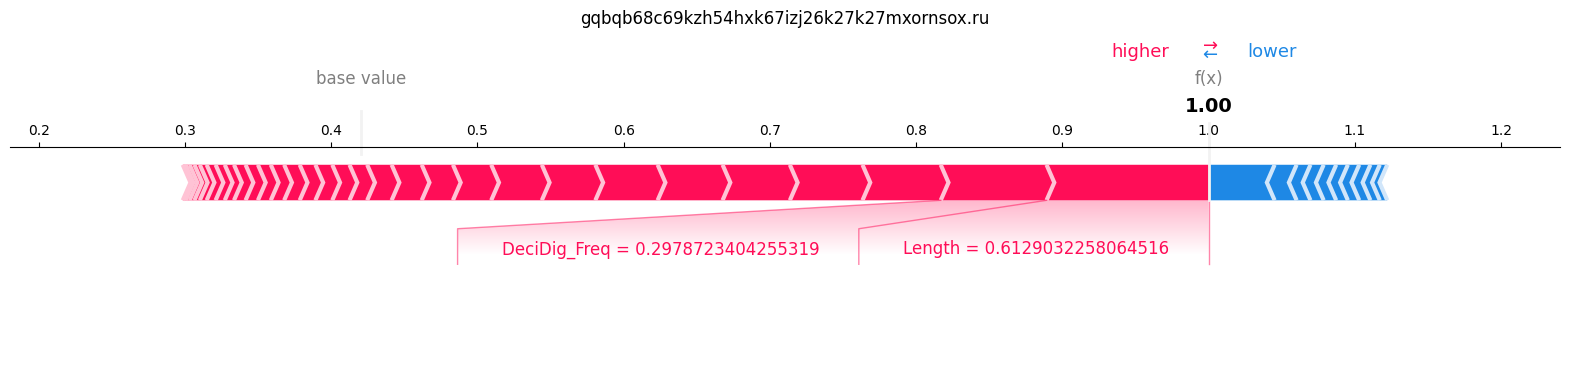 gqbqb68c69kzh54hxk67izj26k27k27mxornsox.ru
higher → ← lower
base value f(x)
1.00
0.2 0.3 0.4 0.5 0.6 0.7 0.8 0.9 1.0 1.1 1.2
DeciDig_Freq = 0.2978723404255319 Length = 0.6129032258064516